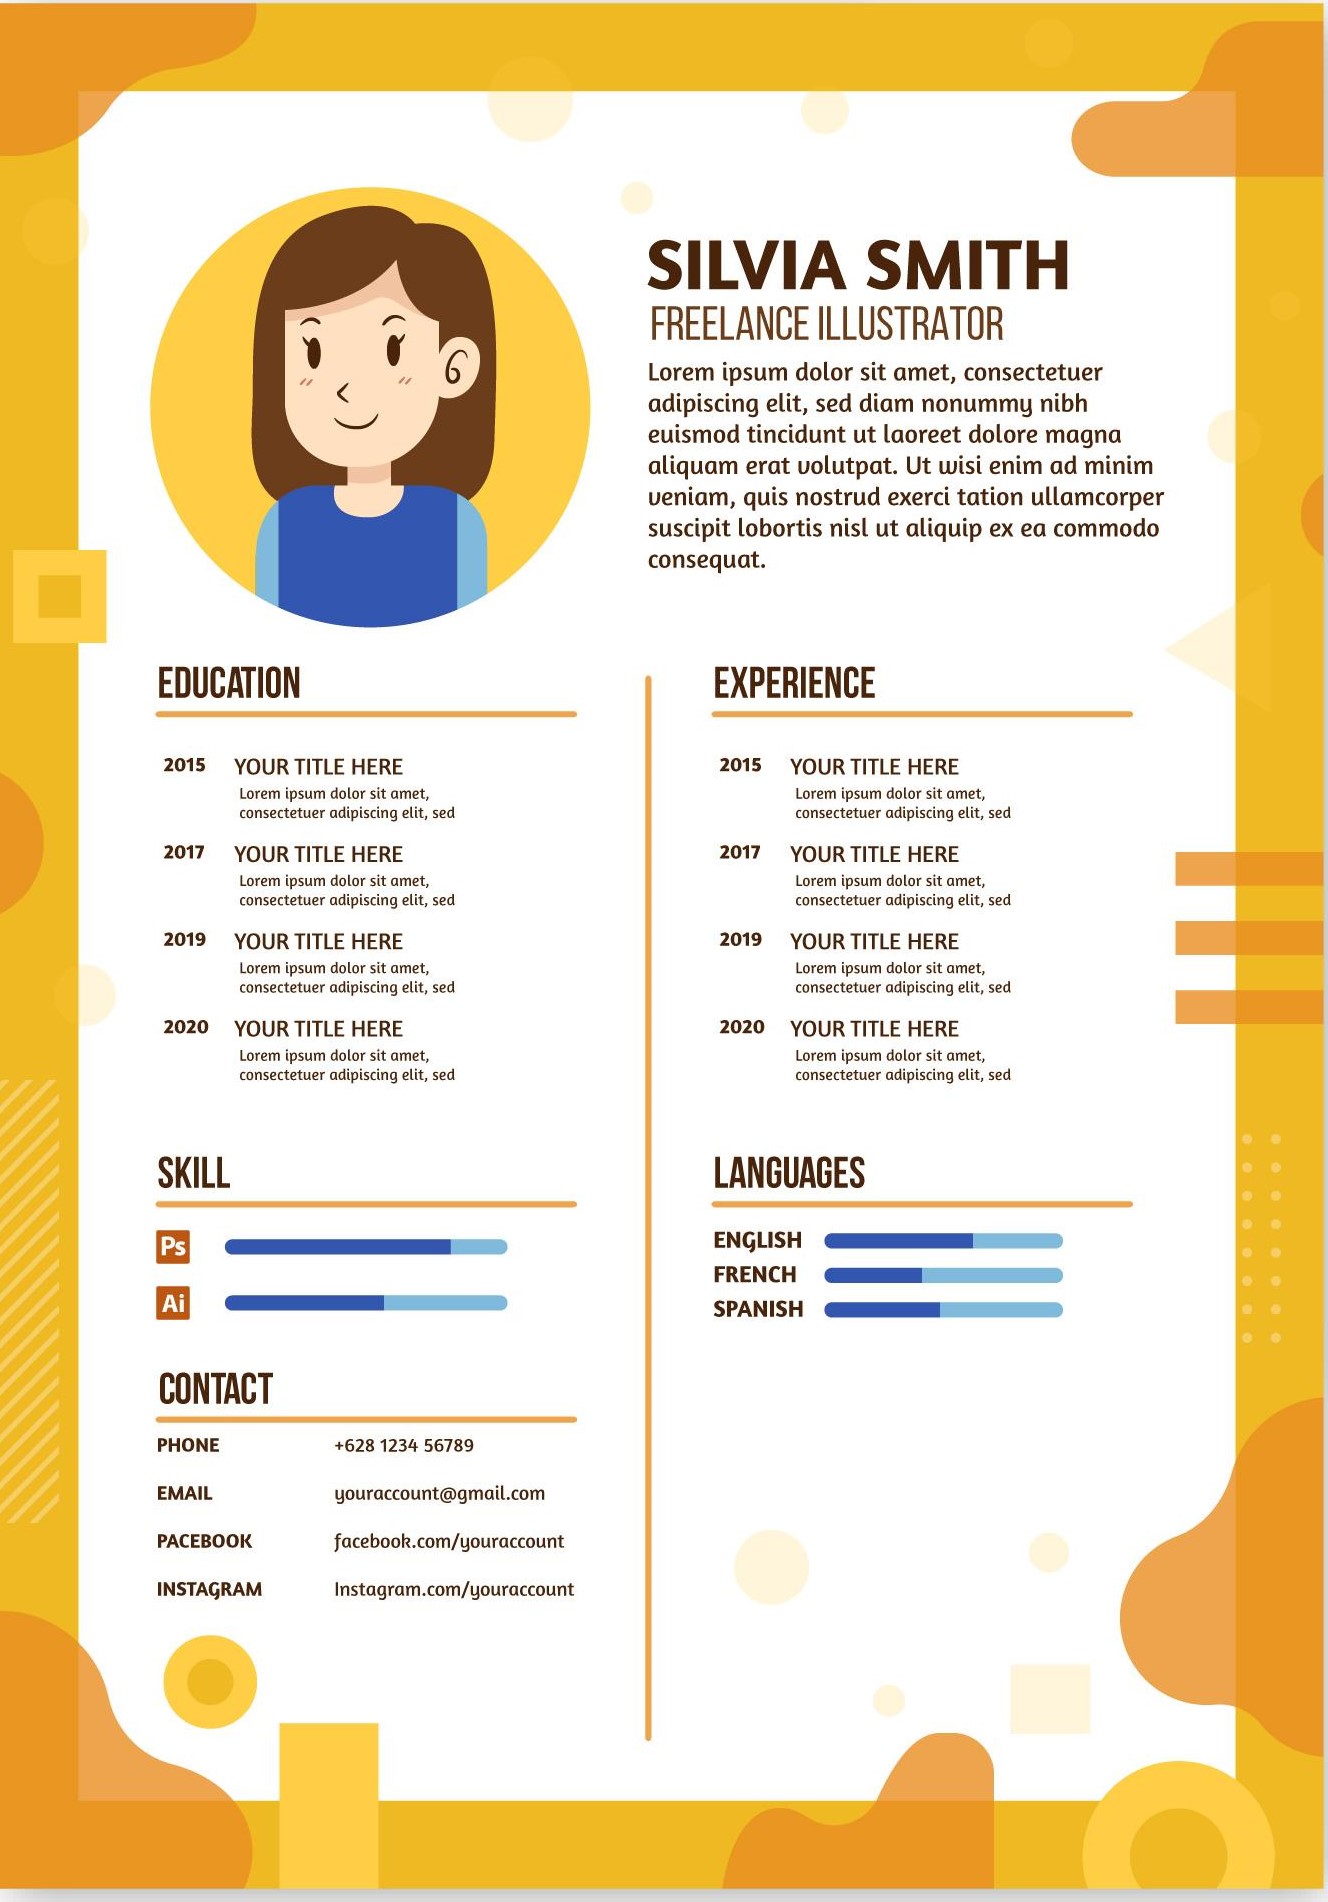 SILVIA SMITH
FREELANCE ILLUSTRATOR
Lorem ipsum dolor sit amet, consectetuer
adipiscing elit, sed diam nonummy nibh
euismod tincidunt ut laoreet dolore magna
aliquam erat volutpat. Ut wisi enim ad minim
veniam, quis nostrud exerci tation ullamcorper
suscipit lobortis nisl ut aliquip ex ea commodo
consequat.
EDUCATION
2015 YOUR TITLE HERE
Lorem ipsum dolor sit amet,
consectetuer adipiscing elit, sed
2017 YOUR TITLE HERE
Lorem ipsum dolor sit amet,
consectetuer adipiscing elit, sed
2019 YOUR TITLE HERE
Lorem ipsum dolor sit amet,
consectetuer adipiscing elit, sed
2020 YOUR TITLE HERE
Lorem ipsum dolor sit amet,
consectetuer adipiscing elit, sed
SKILL
Ps
Ai
CONTACT
PHONE +628 1234 56789
EMAIL youraccount@gmail.com
PACEBOOK facebook.com/youraccount
INSTAGRAM Instagram.com/youraccount
EXPERIENCE
2015 YOUR TITLE HERE
Lorem ipsum dolor sit amet,
consectetuer adipiscing elit, sed
2017 YOUR TITLE HERE
Lorem ipsum dolor sit amet,
consectetuer adipiscing elit, sed
2019 YOUR TITLE HERE
Lorem ipsum dolor sit amet,
consectetuer adipiscing elit, sed
2020 YOUR TITLE HERE
Lorem ipsum dolor sit amet,
consectetuer adipiscing elit, sed
LANGUAGES
ENGLISH
FRENCH
SPANISH